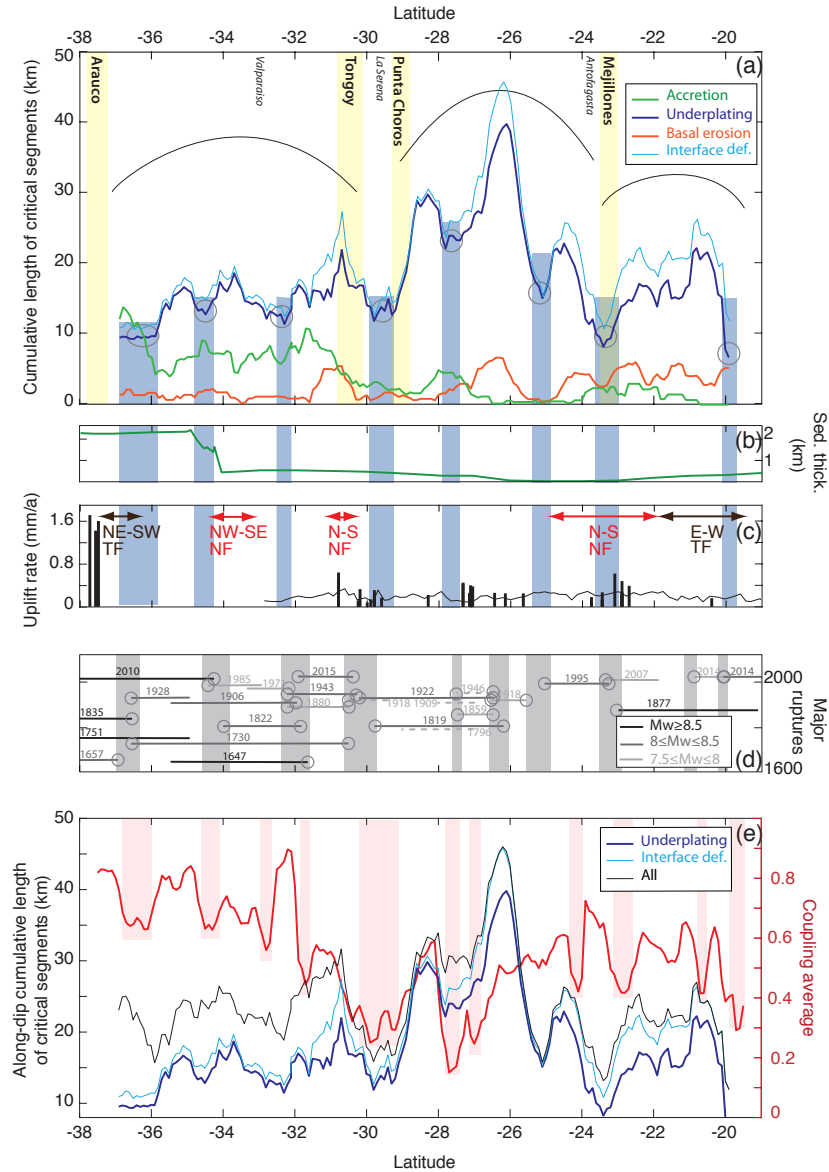 Latitude
-38 -36 -34 -32 -30 -28 -26 -24 -22 -20
50
40
30
20
10
0
Cumulative length of critical segments (km)
Arauco
Valparaiso
Tongoy
La Serena
Punta Choros
Antofagasta
Mejillones
(a)
Accretion
Underplating
Basal erosion
Interface def.
(b)
2
1
Sed. thick.
(km)
1.6
0.8
0
Uplift rate (mm/a)
NE-SW
TF
NW-SE
NF
N-S
NF
N-S
NF
E-W
TF
(c)
2010
1985
1971
2015
1946
1995
2007
2014
2014
2000
1928
1906
1943
1922
1918
1880
1918 1909
1877
1835
1822
1859
1819
1751
1730
1796
1657
1647
1600
Major
ruptures
Mw≥8.5
8≤Mw≤8.5
7.5≤Mw≤8
(d)
50
40
30
20
10
Along-dip cumulative length
of critical segments (km)
(e)
Underplating
Interface def.
All
0.8
0.6
0.4
0.2
0
Coupling average
-38 -36 -34 -32 -30 -28 -26 -24 -22 -20
Latitude